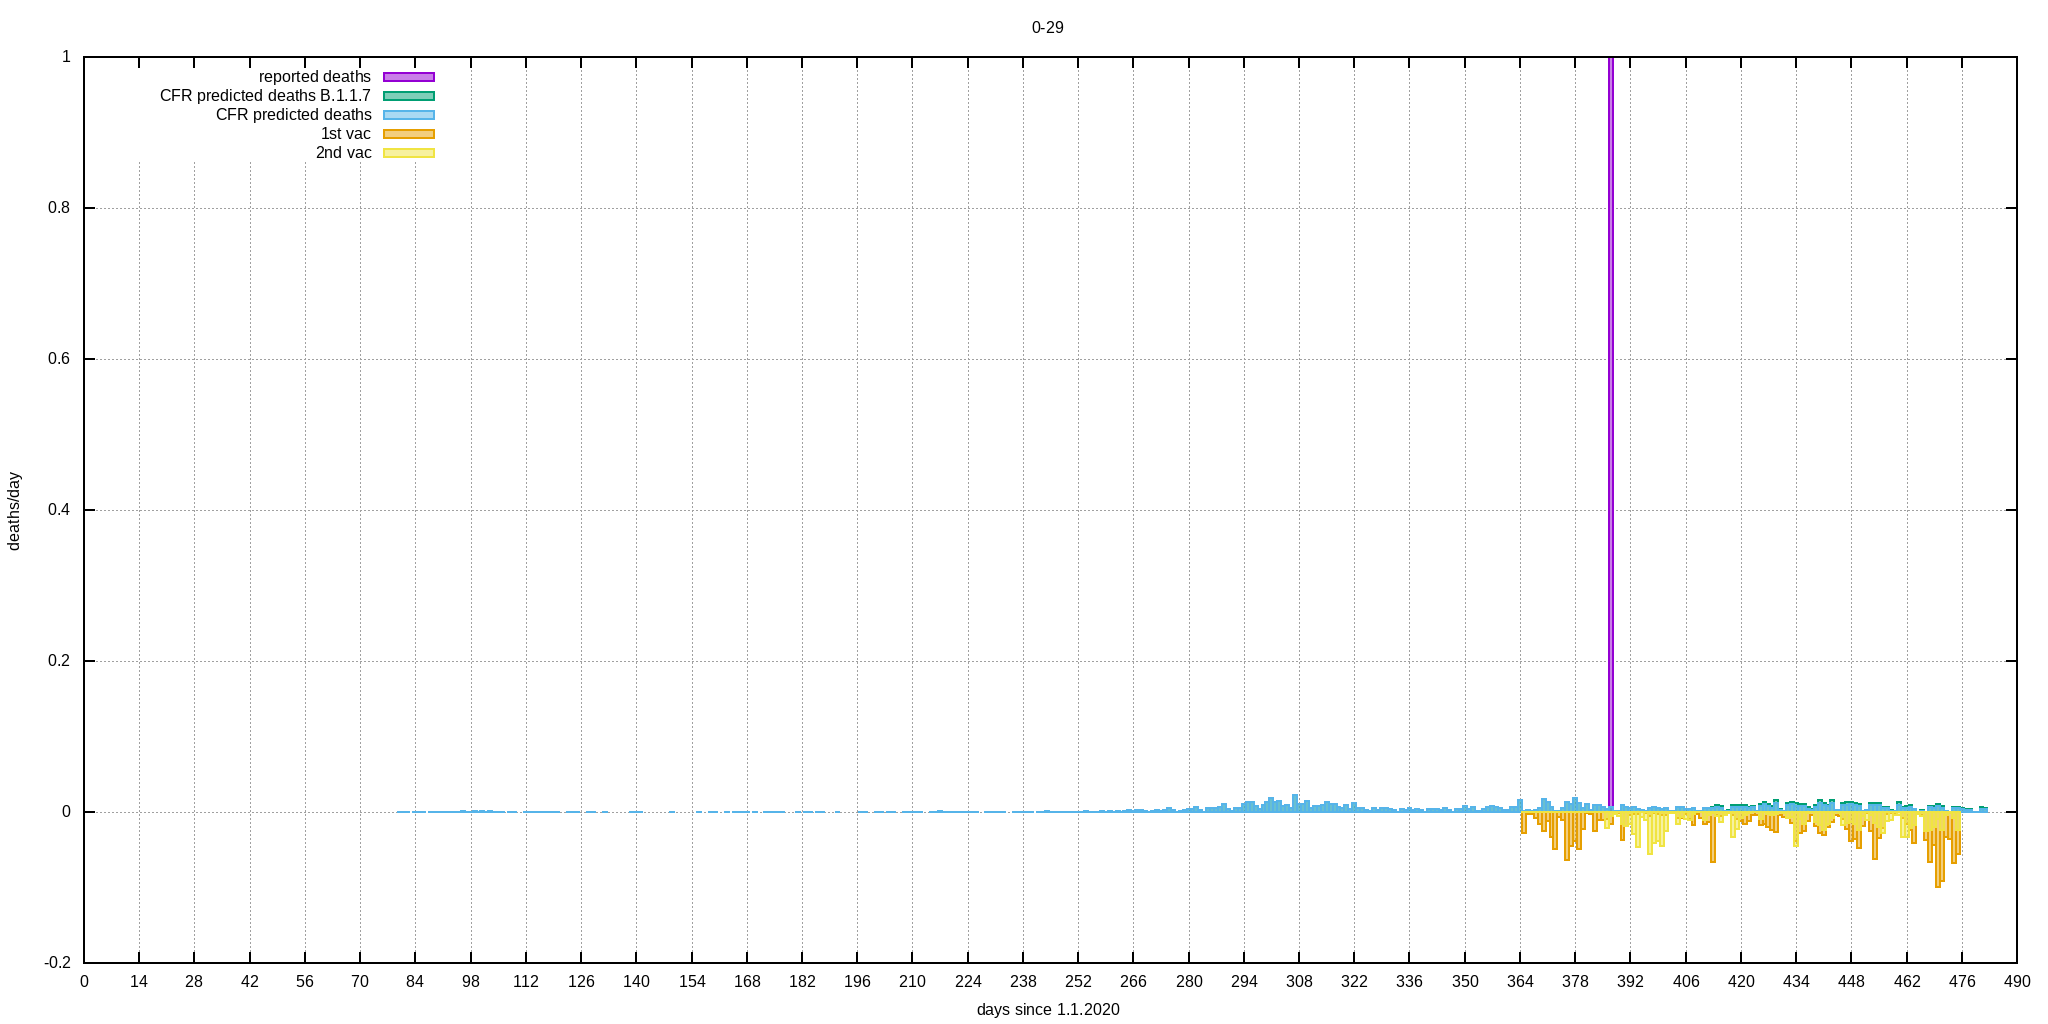 0-29
1
reported deaths
CFR predicted deaths B.1.1.7
CFR predicted deaths
1st vac
2nd vac
0.8
0.6
0.4
0.2
0
-0.2
deaths/day
0 14 28 42 56 70 84 98 112 126 140 154 168 182 196 210 224 238 252 266 280 294 308 322 336 350 364 378 392 406 420 434 448 462 476 490
days since 1.1.2020